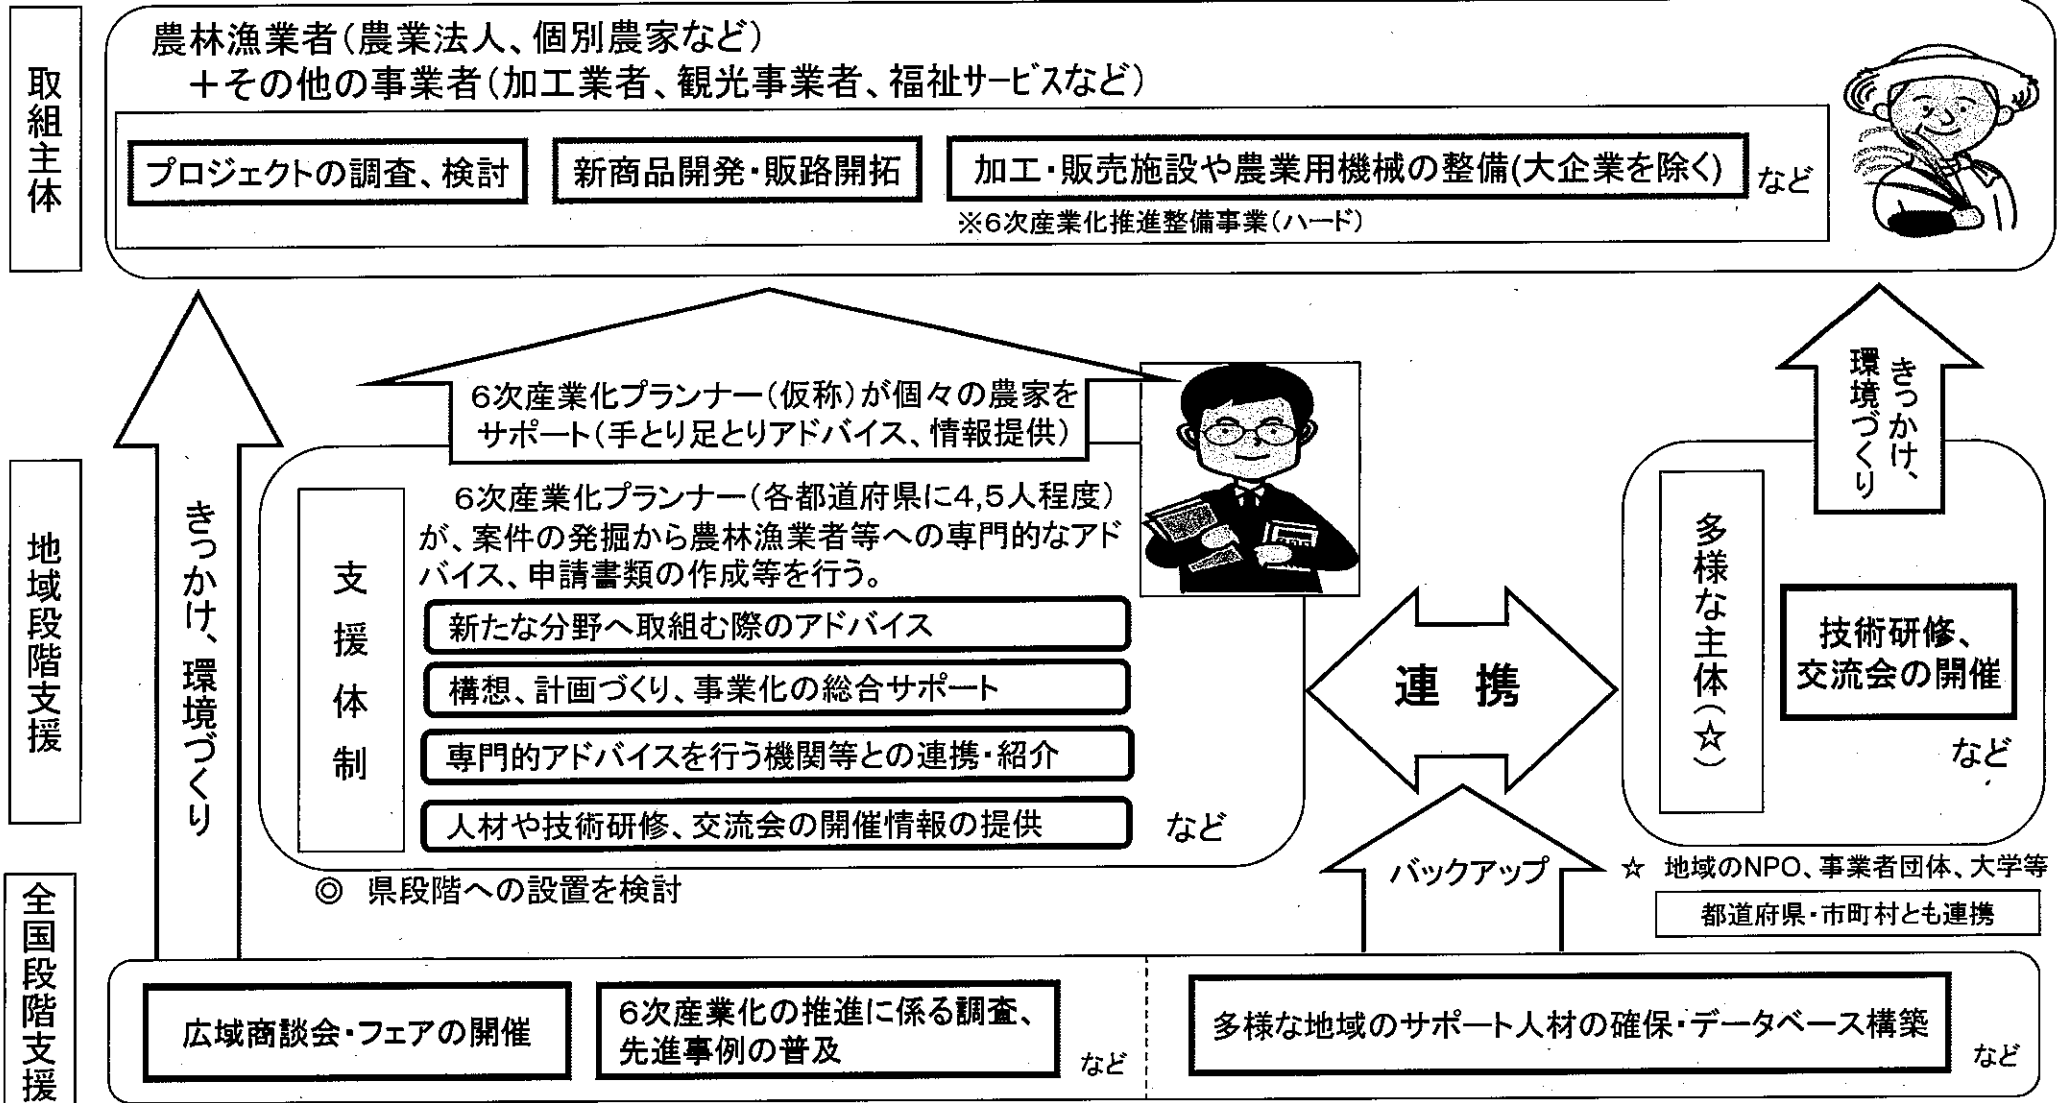 取組主体
農林漁業者(農業法人、個別農家など)
+その他の事業者(加工業者、観光事業者、福祉サービスなど)
プロジェクトの調査、検討
新商品開発・販路開拓
加工・販売施設や農業用機械の整備(大企業を除く)
など
※6次産業化推進整備事業(ハード)
地域段階支援
きっかけ、環境づくり
6次産業化プランナー(仮称)が個々の農家を
サポート(手とり足とりアドバイス、情報提供)
支援体制
6次産業化プランナー(各都道府県に4,5人程度)
が、案件の発掘から農林漁業者等への専門的なアド
バイス、申請書類の作成等を行う。
新たな分野へ取組む際のアドバイス
構想、計画づくり、事業化の総合サポート
専門的アドバイスを行う機関等との連携・紹介
人材や技術研修、交流会の開催情報の提供
など
◎ 県段階への設置を検討
連 携
きっかけ、
環境づくり
多様な主体(☆)
技術研修、
交流会の開催
など
☆ 地域のNPO、事業者団体、大学等
都道府県・市町村とも連携
バックアップ
全国段階支援
広域商談会・フェアの開催
6次産業化の推進に係る調査、
先進事例の普及
など
多様な地域のサポート人材の確保・データベース構築
など